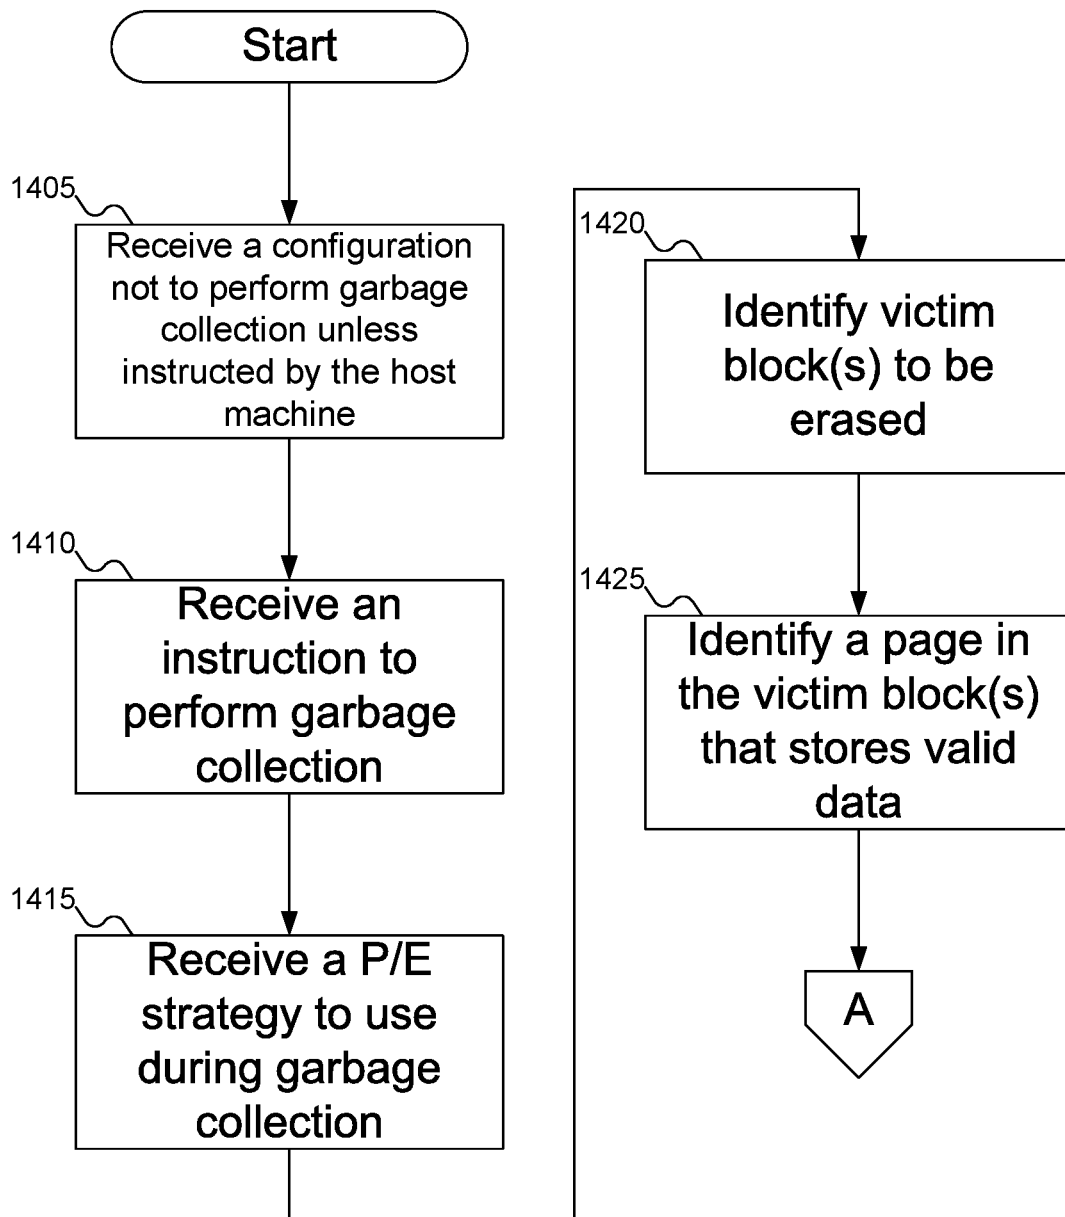 Start
1405
Receive a configuration
not to perform garbage
collection unless
instructed by the host
machine
1410
Receive an
instruction to
perform garbage
collection
1415
Receive a P/E
strategy to use
during garbage
collection
1420
Identify victim
block(s) to be
erased
1425
Identify a page in
the victim block(s)
that stores valid
data
A